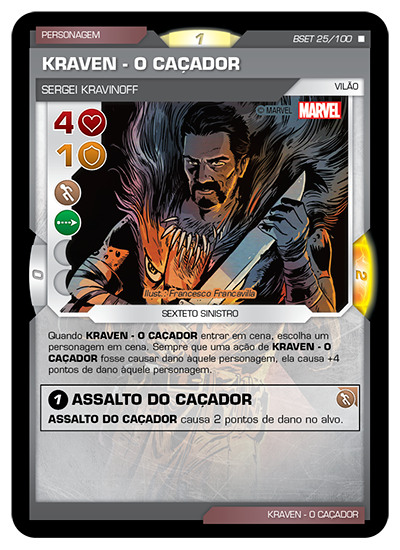 PERSONAGEM
1
BSET 25/100
KRAVEN - O CAÇADOR
SERGEI KRAVINOFF
VILÃO
© MARVEL
MARVEL
4
1
0
2
Ilust.: Francesco Francavilla
SEXTETO SINISTRO
Quando KRAVEN - O CAÇADOR entrar em cena, escolha um
personagem em cena. Sempre que uma ação de KRAVEN - O
CAÇADOR fosse causar dano àquele personagem, ela causa +4
pontos de dano àquele personagem.
1 ASSALTO DO CAÇADOR
ASSALTO DO CAÇADOR causa 2 pontos de dano no alvo.
KRAVEN - O CAÇADOR